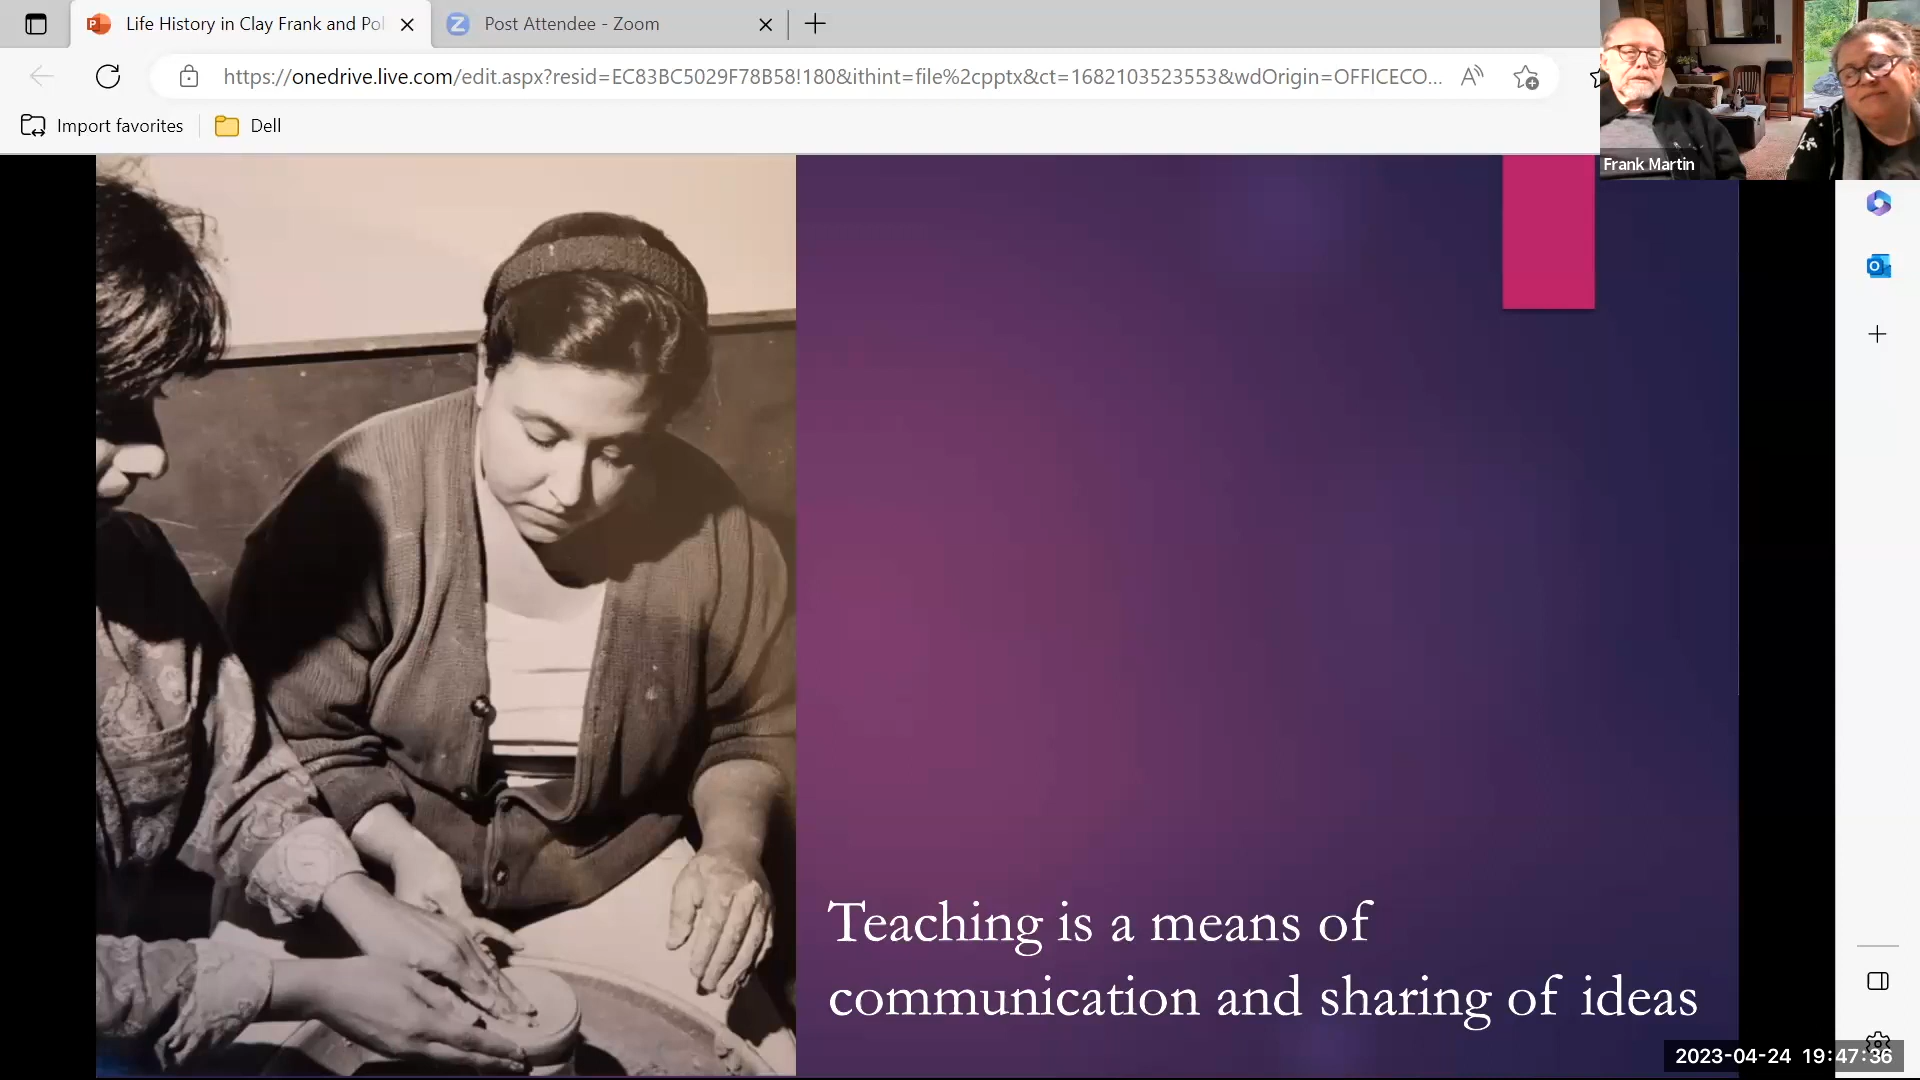 Life History in Clay Frank and Pol
Post Attendee - Zoom
https://onedrive.live.com/edit.aspx?resid=EC83BC5029F78B58!180&ithint=file%2cpptx&ct=1682103523553&wdOrigin=OFFICECO...
Import favorites
Dell
Frank Martin
Teaching is a means of
communication and sharing of ideas
2023-04-24 19:47:36